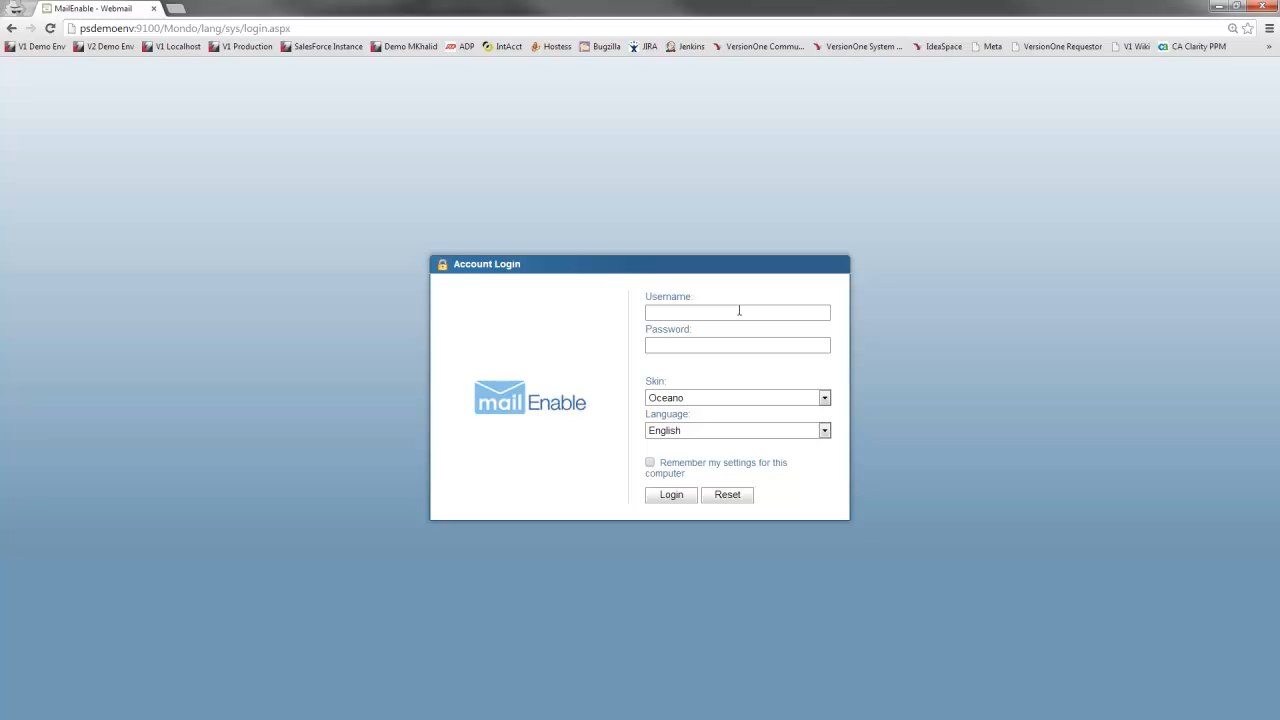 MailEnable - Webmail
psdemoenv:9100/Mondo/lang/sys/login.aspx
V1 Demo Env V2 Demo Env V1 Localhost V1 Production SalesForce Instance Demo MKhalid ADP IntAcct Hostess Bugzilla JIRA Jenkins VersionOne Commu... VersionOne System ... IdeaSpace Meta VersionOne Requestor V1 Wiki CA Clarity PPM »
Account Login
Username:
Password:
Skin:
Oceano
Language:
English
mail Enable
Remember my settings for this
computer
Login Reset